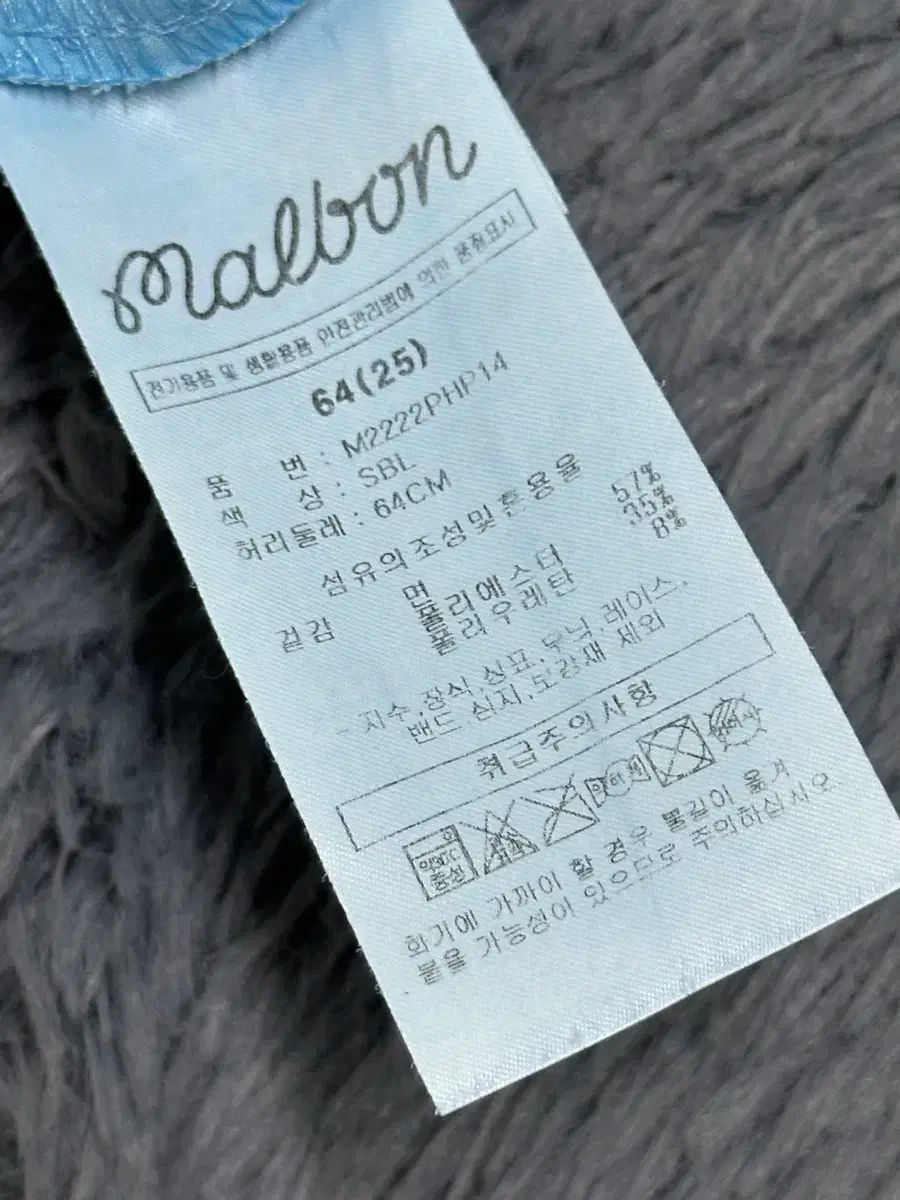 malbon
전기용품 및 생활용품 안전관리법에 의한 품질표시
64(25)
품 번 : M2222PHP14
색 상 : SBL
허리둘레 : 64CM
섬유의 조성및혼용율
겉감 면 57%
폴리에스터 35%
폴리우레탄 8%
자수,장식,상표,무늬,레이스,
밴드 심지,보강재 제외
취급주의사항
화기에 가까이 할 경우 불길이 옮겨
붙을 가능성이 있으므로 주의하십시오.